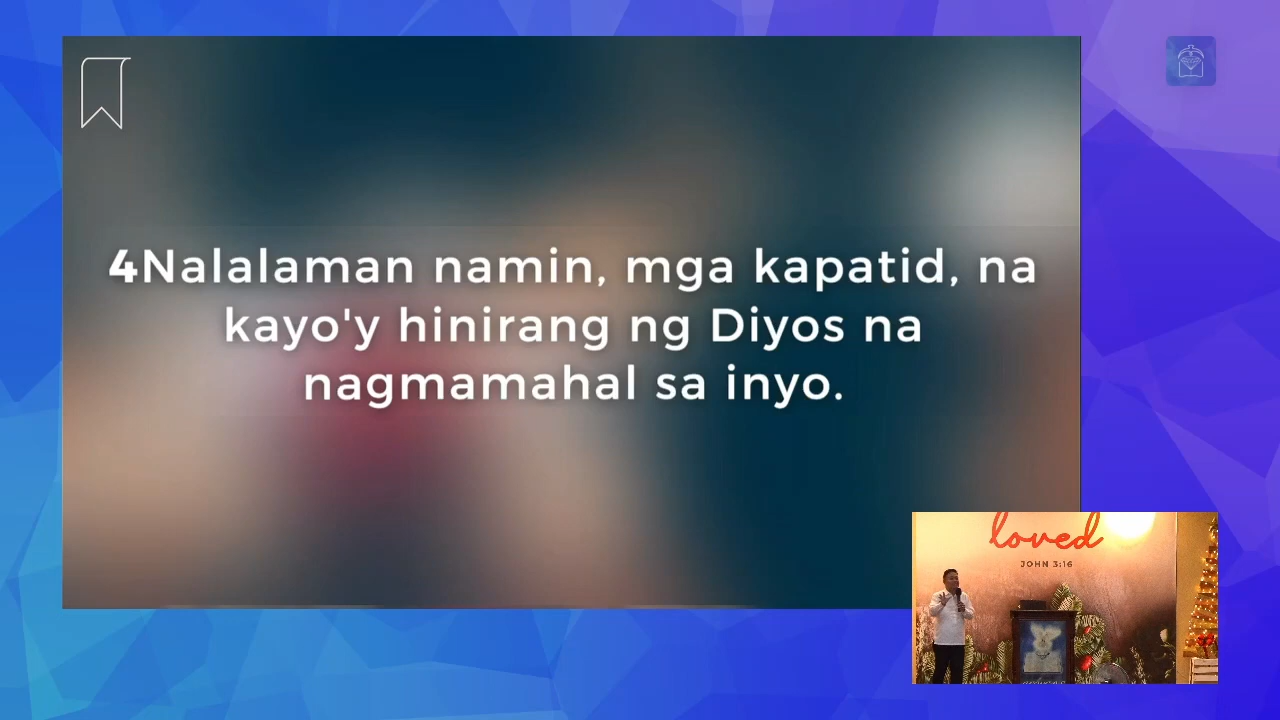 4Nalalaman namin, mga kapatid, na
kayo'y hinirang ng Diyos na
nagmamahal sa inyo.
loved
JOHN 3:16